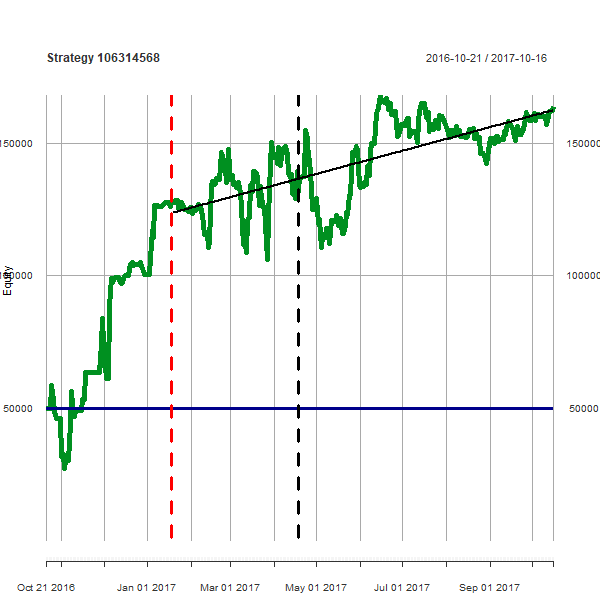 Strategy 106314568
2016-10-21 / 2017-10-16
150000
150000
Equity
100000
100000
50000
50000
Oct 21 2016
Jan 01 2017
Mar 01 2017
May 01 2017
Jul 01 2017
Sep 01 2017